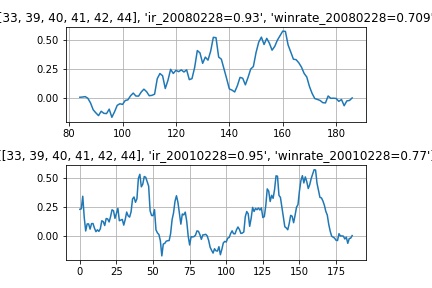 [33, 39, 40, 41, 42, 44], 'ir_20080228=0.93', 'winrate_20080228=0.709'
0.50
0.25
0.00
80 100 120 140 160 180
[[33, 39, 40, 41, 42, 44], 'ir_20010228=0.95', 'winrate_20010228=0.77']
0.50
0.25
0.00
0 25 50 75 100 125 150 175